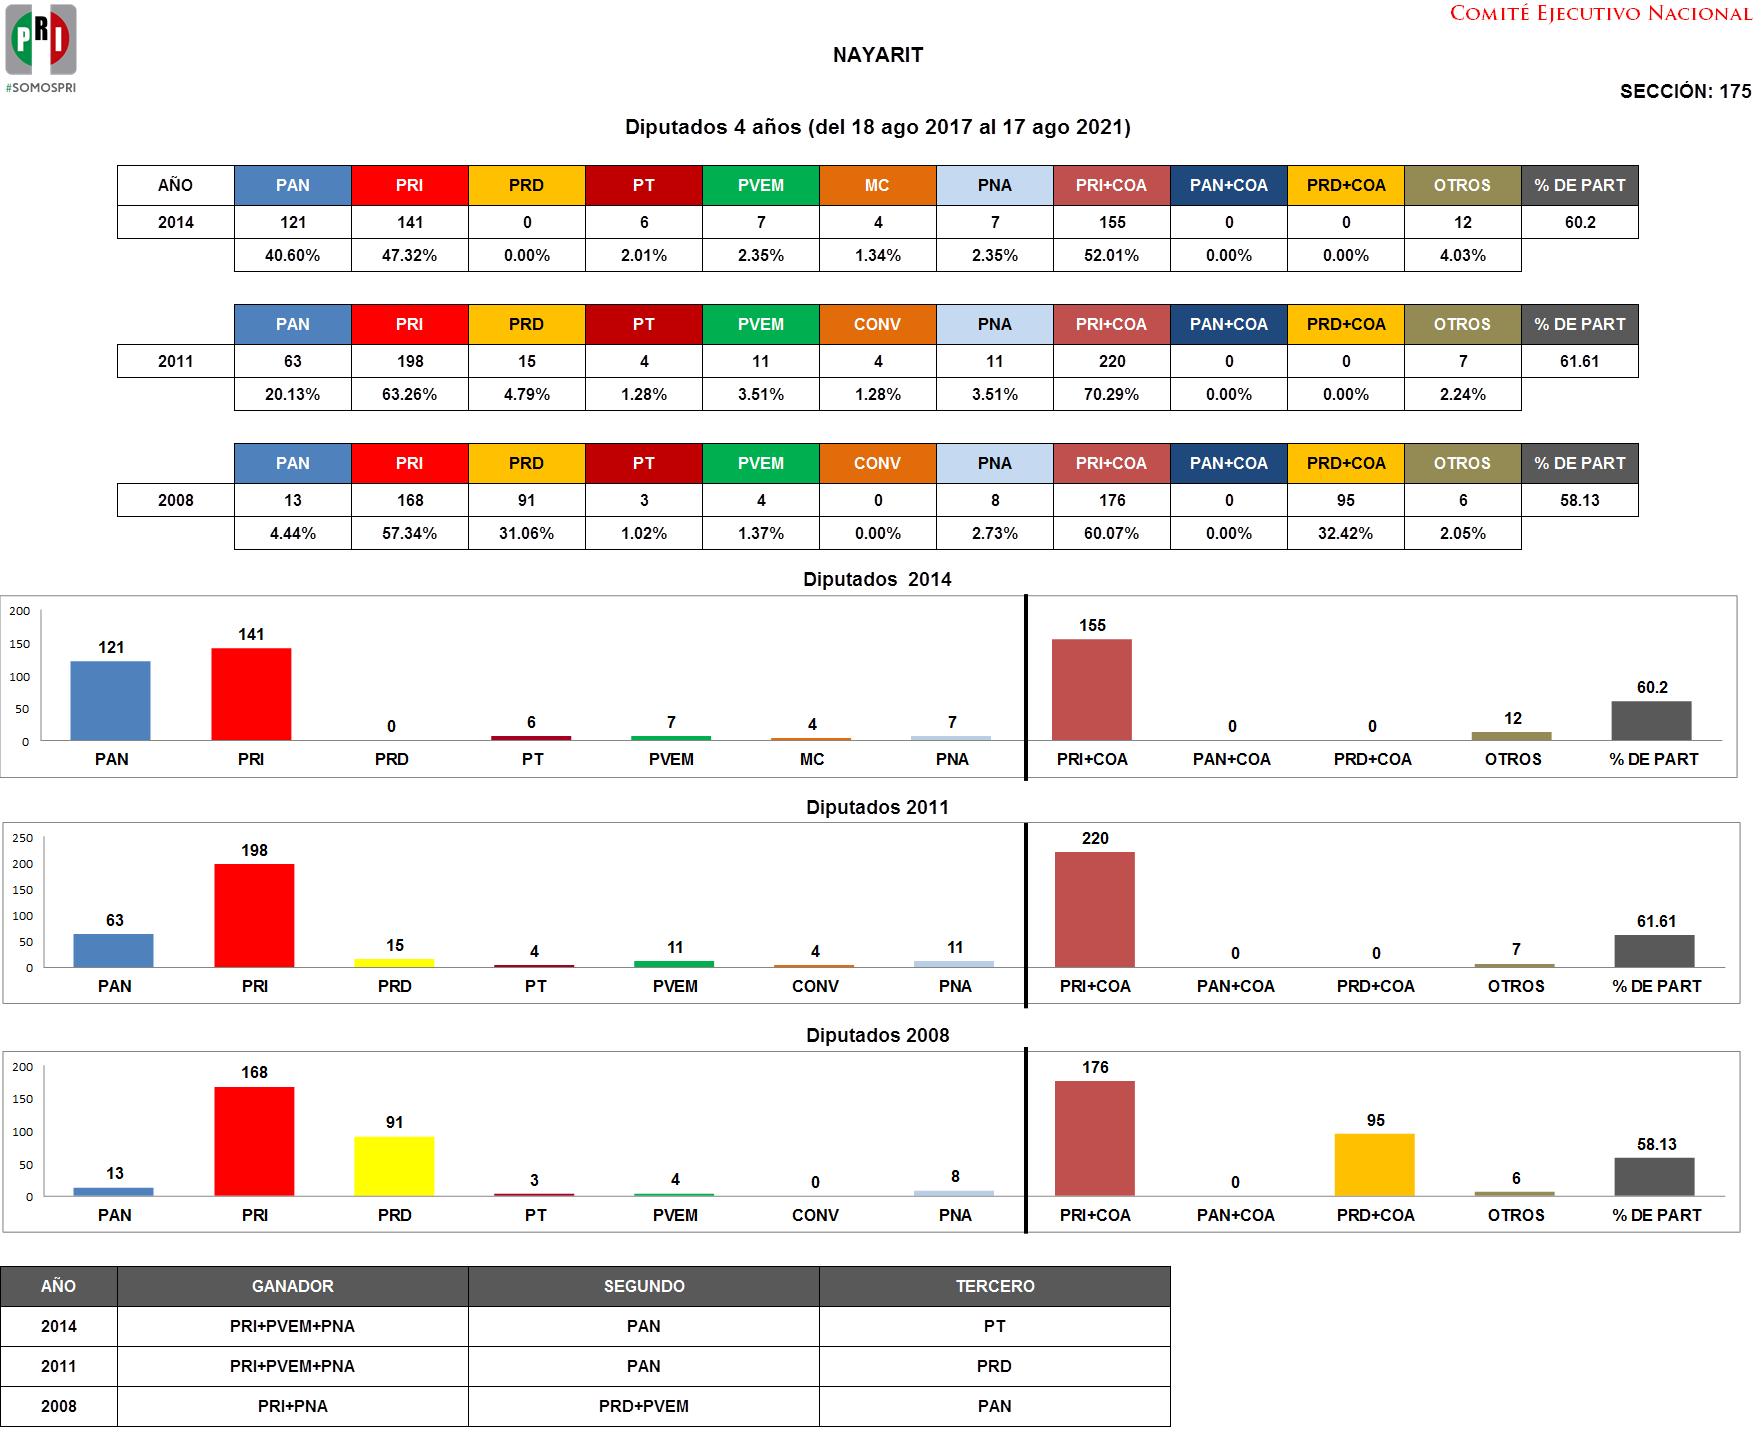 PRI
#SOMOSPRI
COMITÉ EJECUTIVO NACIONAL
NAYARIT
SECCIÓN: 175
Diputados 4 años (del 18 ago 2017 al 17 ago 2021)
AÑO PAN PRI PRD PT PVEM MC PNA PRI+COA PAN+COA PRD+COA OTROS % DE PART
2014 121 141 0 6 7 4 7 155 0 0 12 60.2
40.60% 47.32% 0.00% 2.01% 2.35% 1.34% 2.35% 52.01% 0.00% 0.00% 4.03%
PAN PRI PRD PT PVEM CONV PNA PRI+COA PAN+COA PRD+COA OTROS % DE PART
2011 63 198 15 4 11 4 11 220 0 0 7 61.61
20.13% 63.26% 4.79% 1.28% 3.51% 1.28% 3.51% 70.29% 0.00% 0.00% 2.24%
PAN PRI PRD PT PVEM CONV PNA PRI+COA PAN+COA PRD+COA OTROS % DE PART
2008 13 168 91 3 4 0 8 176 0 95 6 58.13
4.44% 57.34% 31.06% 1.02% 1.37% 0.00% 2.73% 60.07% 0.00% 32.42% 2.05%
Diputados 2014
200
150
100
50
0
121 141 0 6 7 4 7 155 0 0 12 60.2
PAN PRI PRD PT PVEM MC PNA PRI+COA PAN+COA PRD+COA OTROS % DE PART
Diputados 2011
250
200
150
100
50
0
63 198 15 4 11 4 11 220 0 0 7 61.61
PAN PRI PRD PT PVEM CONV PNA PRI+COA PAN+COA PRD+COA OTROS % DE PART
Diputados 2008
200
150
100
50
0
13 168 91 3 4 0 8 176 0 95 6 58.13
PAN PRI PRD PT PVEM CONV PNA PRI+COA PAN+COA PRD+COA OTROS % DE PART
AÑO GANADOR SEGUNDO TERCERO
2014 PRI+PVEM+PNA PAN PT
2011 PRI+PVEM+PNA PAN PRD
2008 PRI+PNA PRD+PVEM PAN